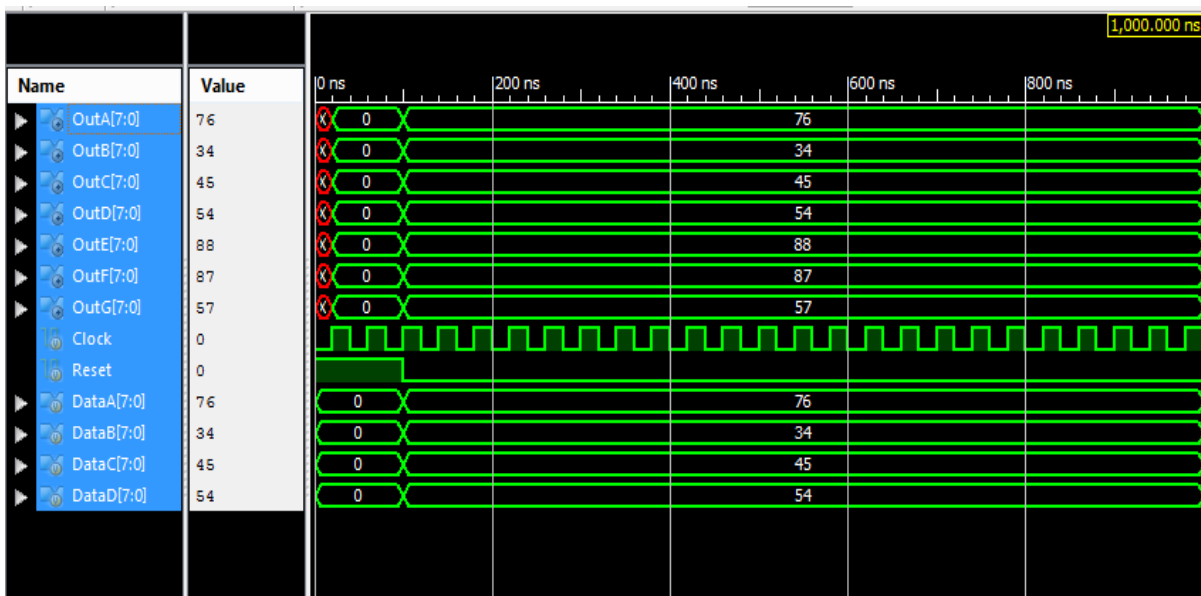 1,000.000 ns
Name Value 0 ns 200 ns 400 ns 600 ns 800 ns
OutA[7:0] 76 X 0 76
OutB[7:0] 34 X 0 34
OutC[7:0] 45 X 0 45
OutD[7:0] 54 X 0 54
OutE[7:0] 88 X 0 88
OutF[7:0] 87 X 0 87
OutG[7:0] 57 X 0 57
Clock 0
Reset 0
DataA[7:0] 76 0 76
DataB[7:0] 34 0 34
DataC[7:0] 45 0 45
DataD[7:0] 54 0 54